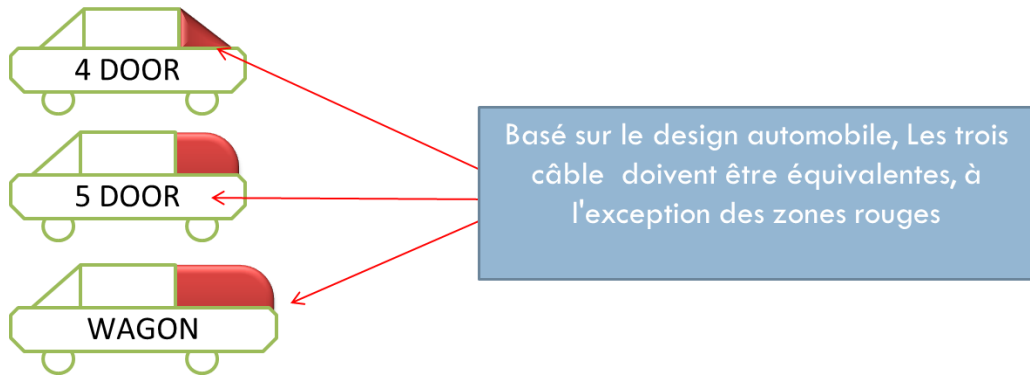 4 DOOR
5 DOOR
WAGON
Basé sur le design automobile, Les trois
câble  doivent être équivalentes, à
l'exception des zones rouges